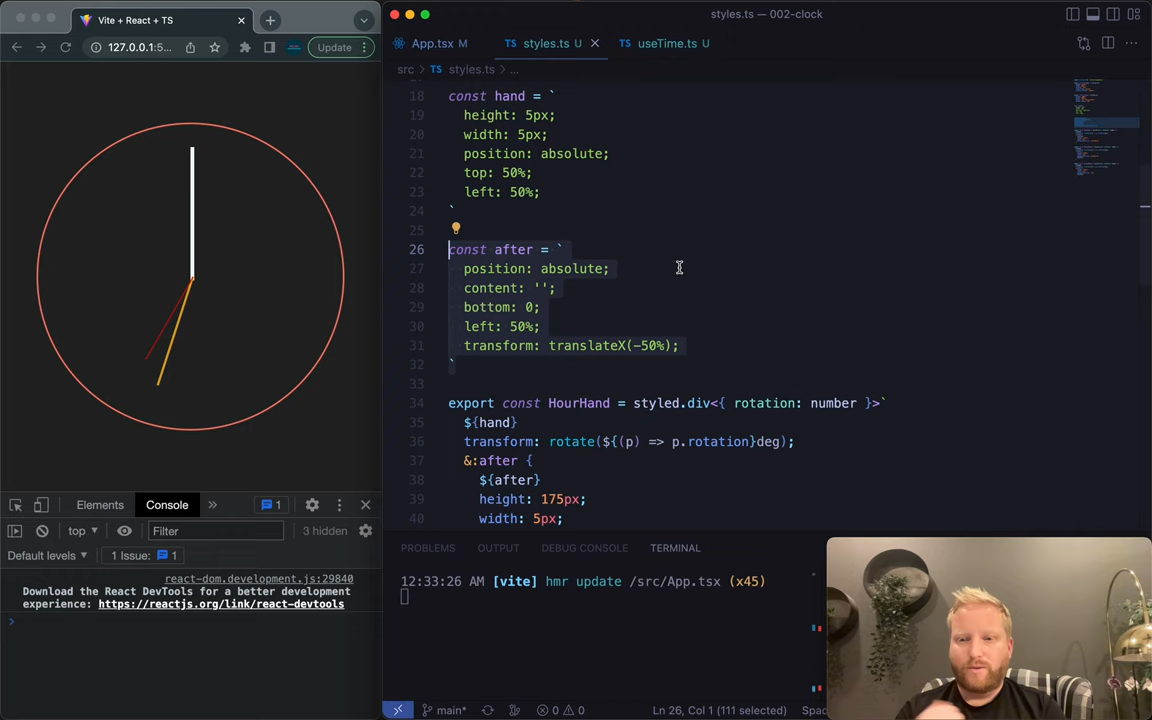 Vite + React + TS
styles.ts — 002-clock
127.0.0.1:5...
Update
App.tsx M
TS styles.ts U
TS useTime.ts U
src > TS styles.ts > ...
18 const hand = `
19 height: 5px;
20 width: 5px;
21 position: absolute;
22 top: 50%;
23 left: 50%;
24 `
25
26 const after = `
27 position: absolute;
28 content: '';
29 bottom: 0;
30 left: 50%;
31 transform: translateX(-50%);
32 `
33
34 export const HourHand = styled.div<{ rotation: number }>`
35 ${hand}
36 transform: rotate(${(p) => p.rotation}deg);
37 &:after {
38 ${after}
39 height: 175px;
40 width: 5px;
Elements
Console
1
top
Filter
3 hidden
Default levels
1 Issue: 1
react-dom.development.js:29840
Download the React DevTools for a better development
experience: https://reactjs.org/link/react-devtools
PROBLEMS
OUTPUT
DEBUG CONSOLE
TERMINAL
12:33:26 AM [vite] hmr update /src/App.tsx (x45)
main*
0
0
Ln 26, Col 1 (111 selected)
Spac